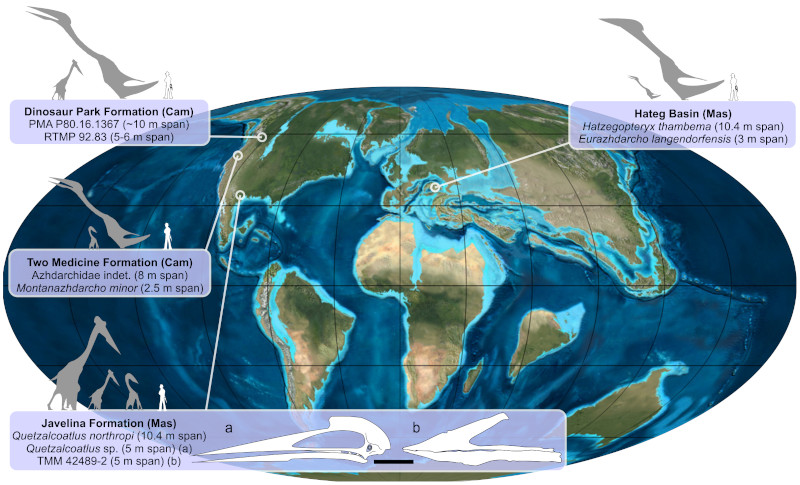 Dinosaur Park Formation (Cam)
PMA P80.16.1367 (~10 m span)
RTMP 92.83 (5-6 m span)
Hateg Basin (Mas)
Hatzegopteryx thambema (10.4 m span)
Eurazhdarcho langendorfensis (3 m span)
Two Medicine Formation (Cam)
Azhdarchidae indet. (8 m span)
Montanazhdarcho minor (2.5 m span)
Javelina Formation (Mas)
Quetzalcoatlus northropi (10.4 m span)
Quetzalcoatlus sp. (5 m span) (a)
TMM 42489-2 (5 m span) (b)
a
b